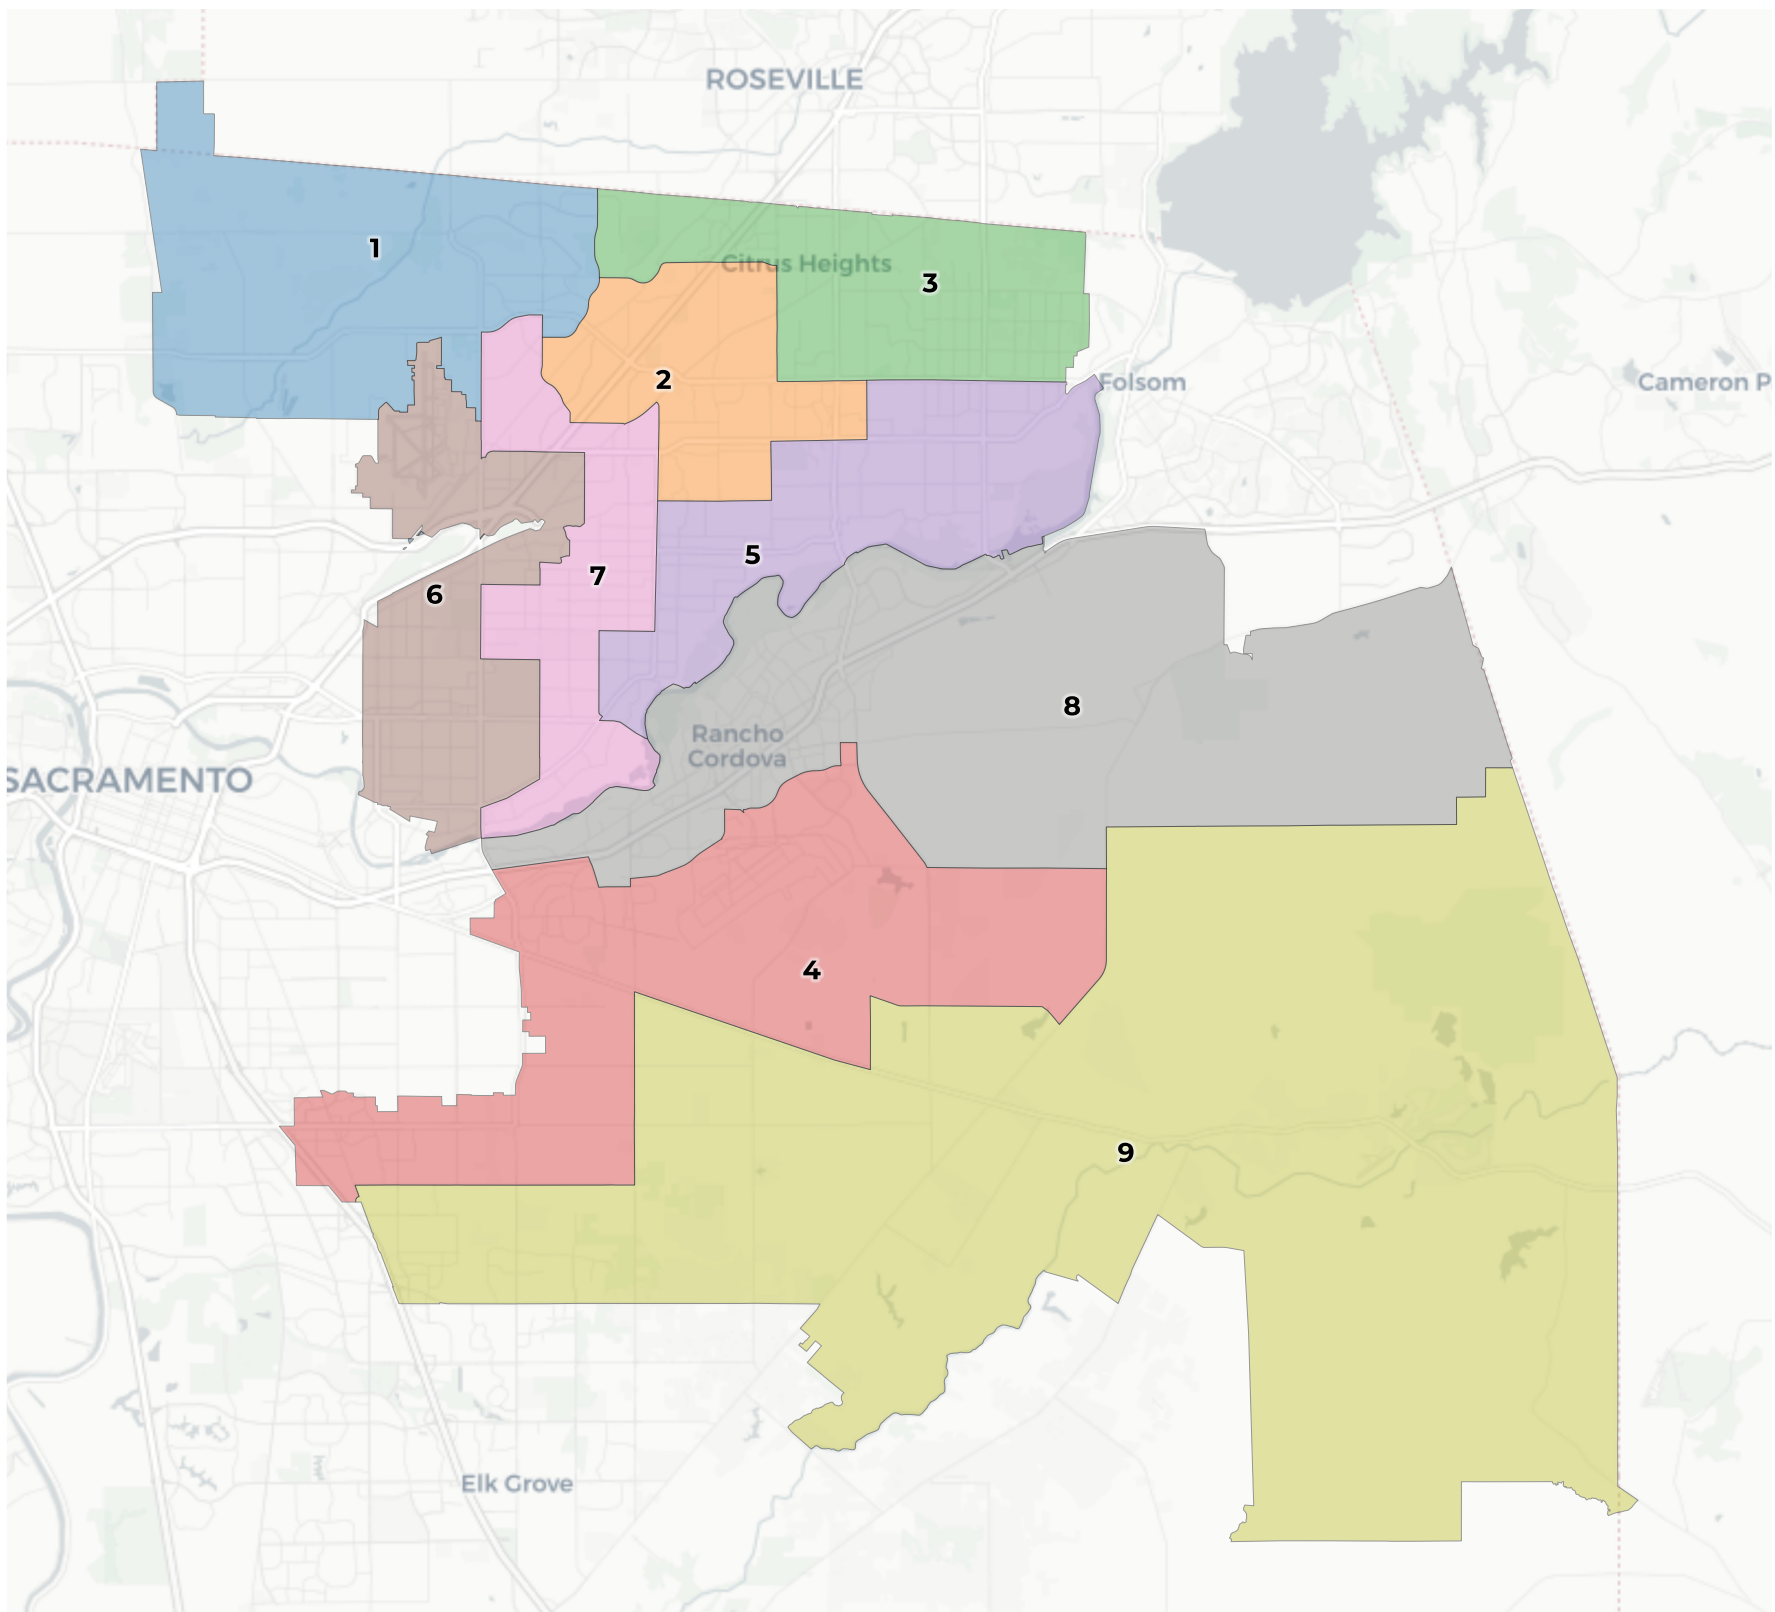 ROSEVILLE
1
Citrus Heights
3
2
Folsom
Cameron P
5
7
6
8
Rancho
Cordova
SACRAMENTO
4
9
Elk Grove